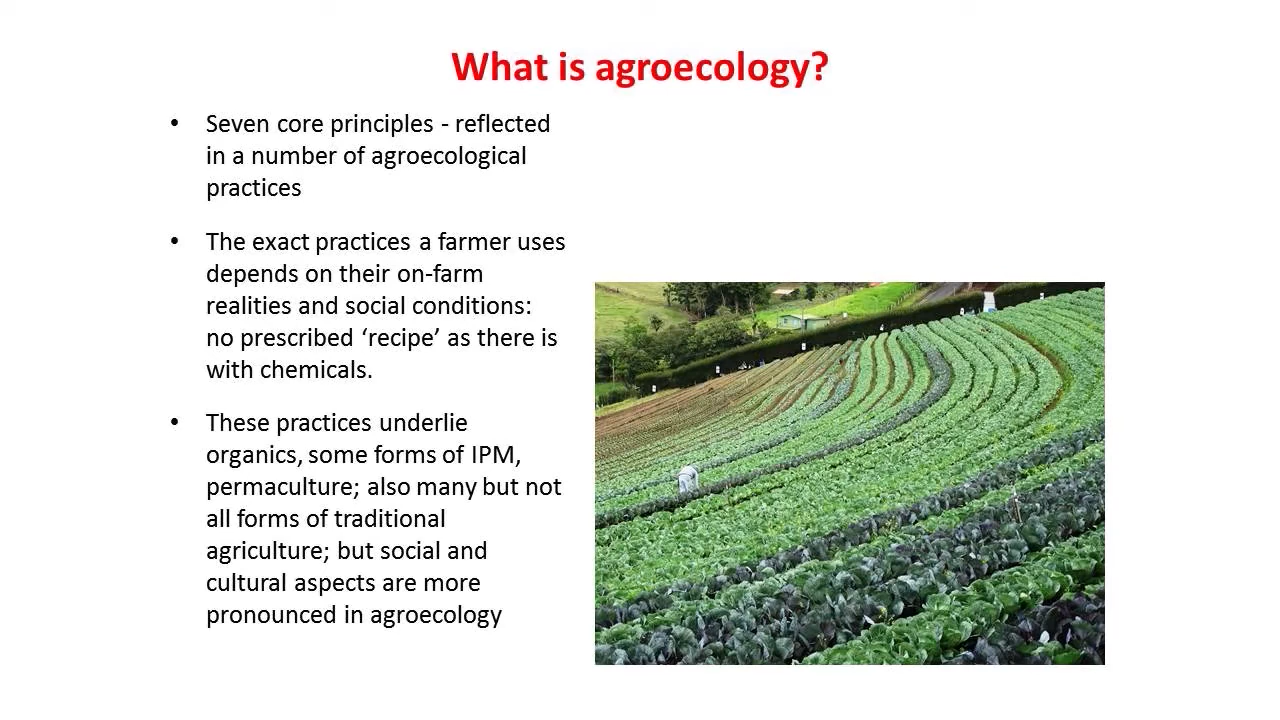 What is agroecology?
• Seven core principles - reflected
in a number of agroecological
practices
• The exact practices a farmer uses
depends on their on-farm
realities and social conditions:
no prescribed ‘recipe’ as there is
with chemicals.
• These practices underlie
organics, some forms of IPM,
permaculture; also many but not
all forms of traditional
agriculture; but social and
cultural aspects are more
pronounced in agroecology